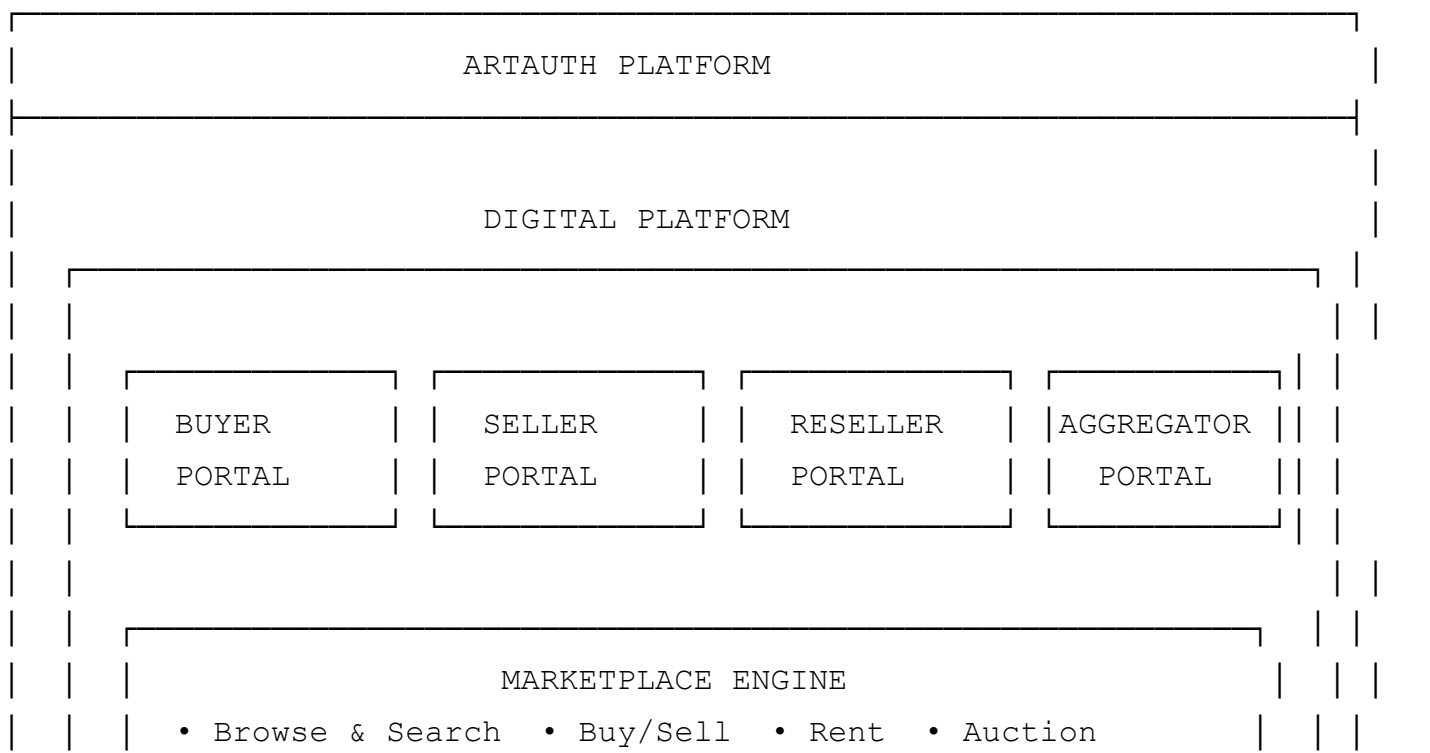 ARTAUTH PLATFORM
DIGITAL PLATFORM
BUYER SELLER RESELLER AGGREGATOR
PORTAL PORTAL PORTAL PORTAL
MARKETPLACE ENGINE
• Browse & Search • Buy/Sell • Rent • Auction